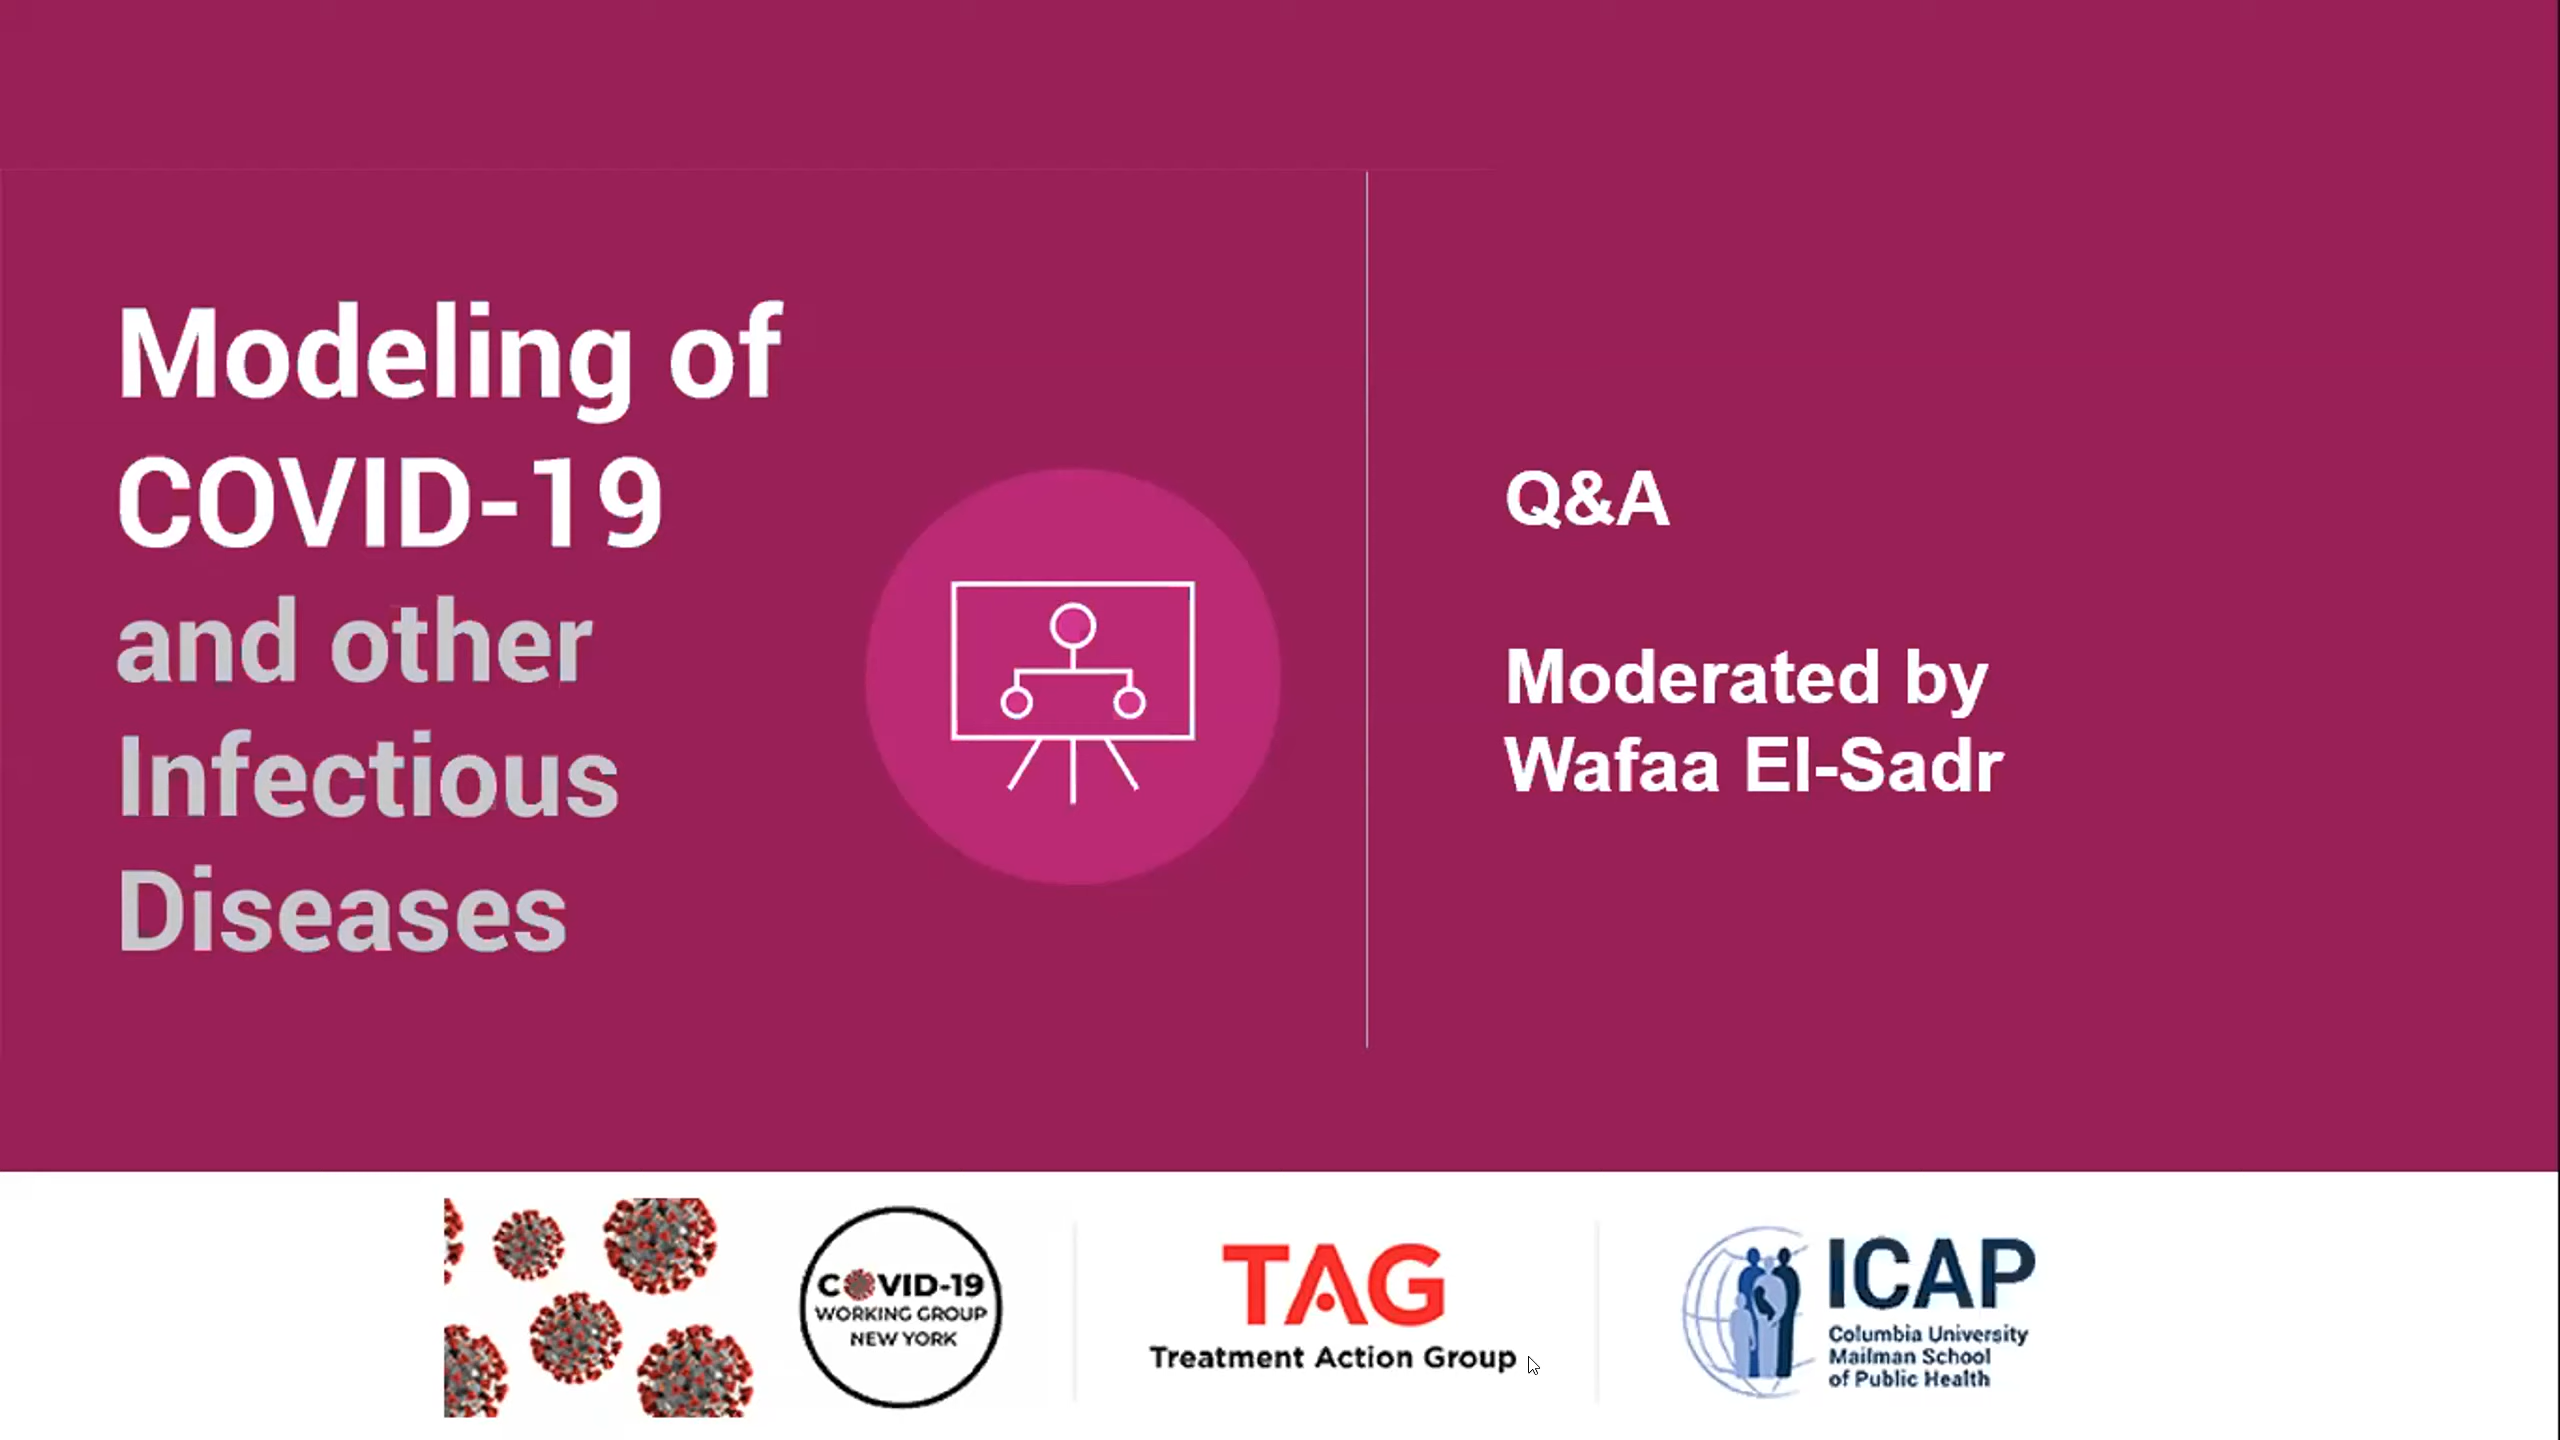 Modeling of
COVID-19
and other
Infectious
Diseases
Q&A
Moderated by
Wafaa El-Sadr
COVID-19
WORKING GROUP
NEW YORK
TAG
Treatment Action Group
ICAP
Columbia University
Mailman School
of Public Health